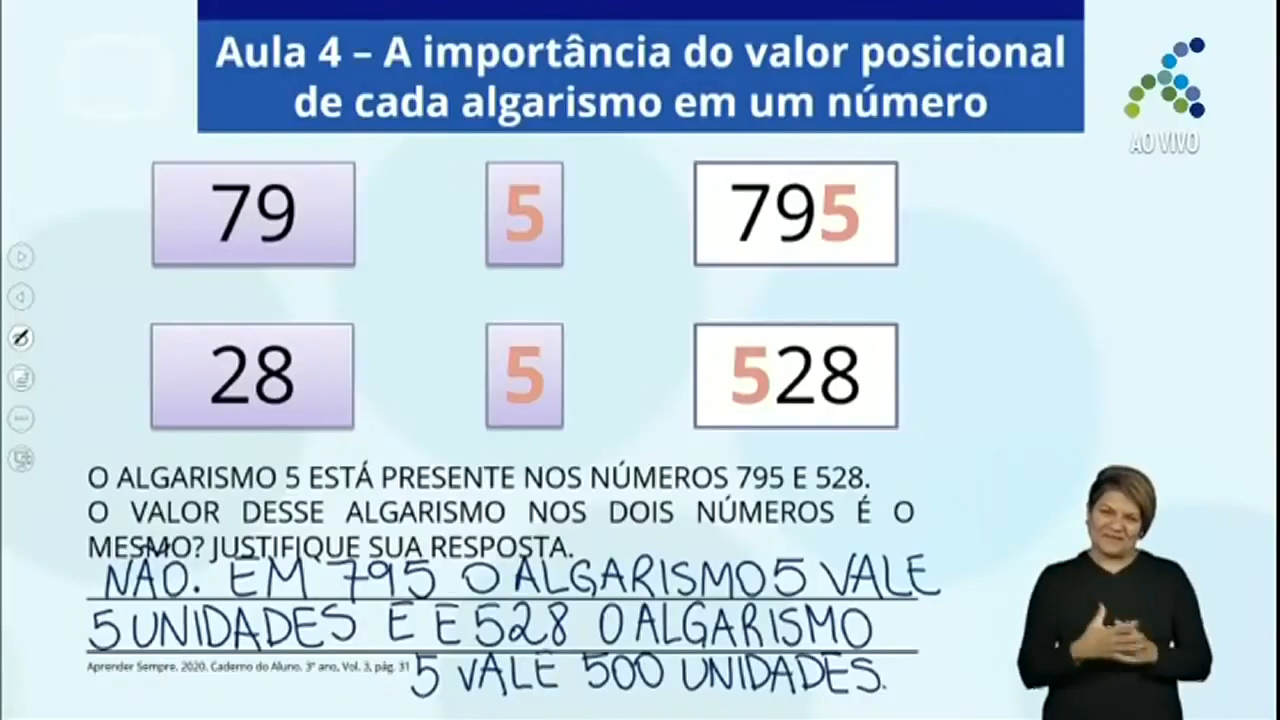 Aula 4 – A importância do valor posicional
de cada algarismo em um número
AO VIVO
79 5 795
28 5 528
O ALGARISMO 5 ESTÁ PRESENTE NOS NÚMEROS 795 E 528.
O VALOR DESSE ALGARISMO NOS DOIS NÚMEROS É O
MESMO? JUSTIFIQUE SUA RESPOSTA.
NÃO. EM 795 O ALGARISMO 5 VALE
5 UNIDADES E E 528 O ALGARISMO
5 VALE 500 UNIDADES.
Aprender Sempre. 2020. Caderno do Aluno. 3º ano, Vol. 3, pág. 31